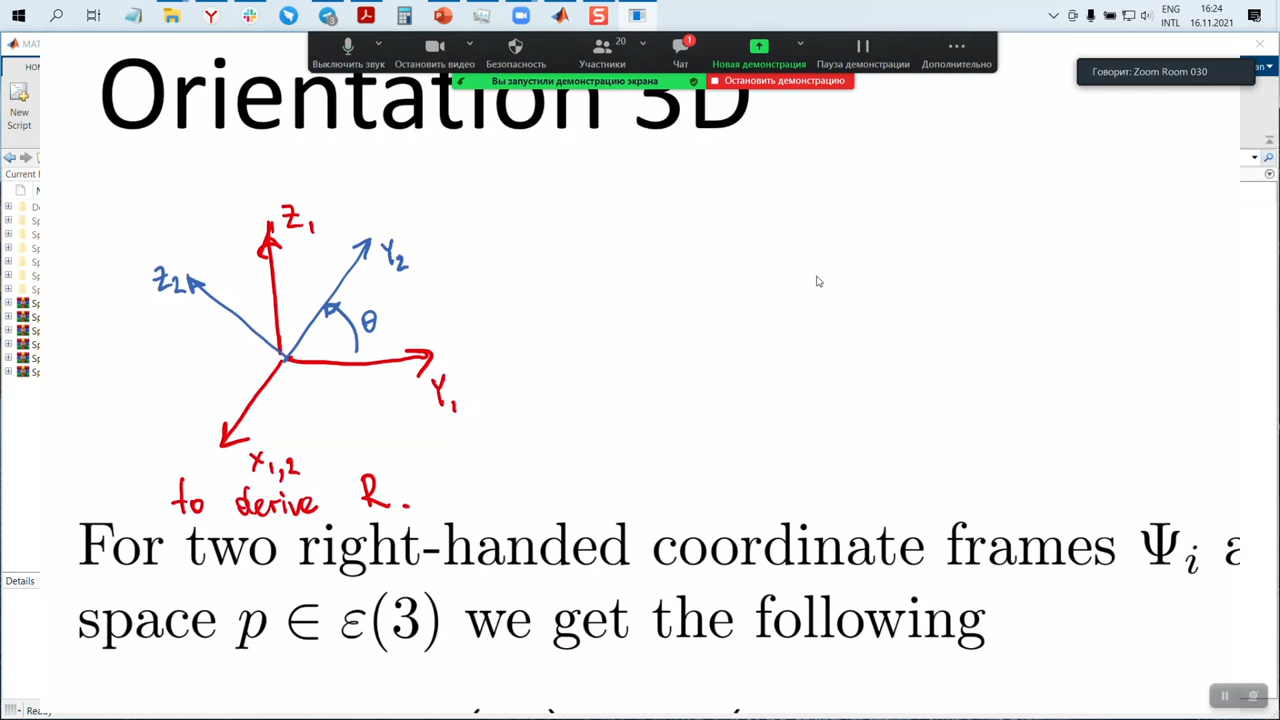 ENG
16:24
INTL
16.11.2021
20
1
Выключить звук
Остановить видео
Безопасность
Участники
Чат
Новая демонстрация
Пауза демонстрации
Дополнительно
Вы запустили демонстрацию экрана
Остановить демонстрацию
Говорит: Zoom Room 030
New
Script
Orientation 3D
Z₁
Z₂
Y₂
θ
Y₁
x₁,₂
to derive R.
For two right-handed coordinate frames Ψᵢ
space p ∈ ε(3) we get the following
Details
Ready